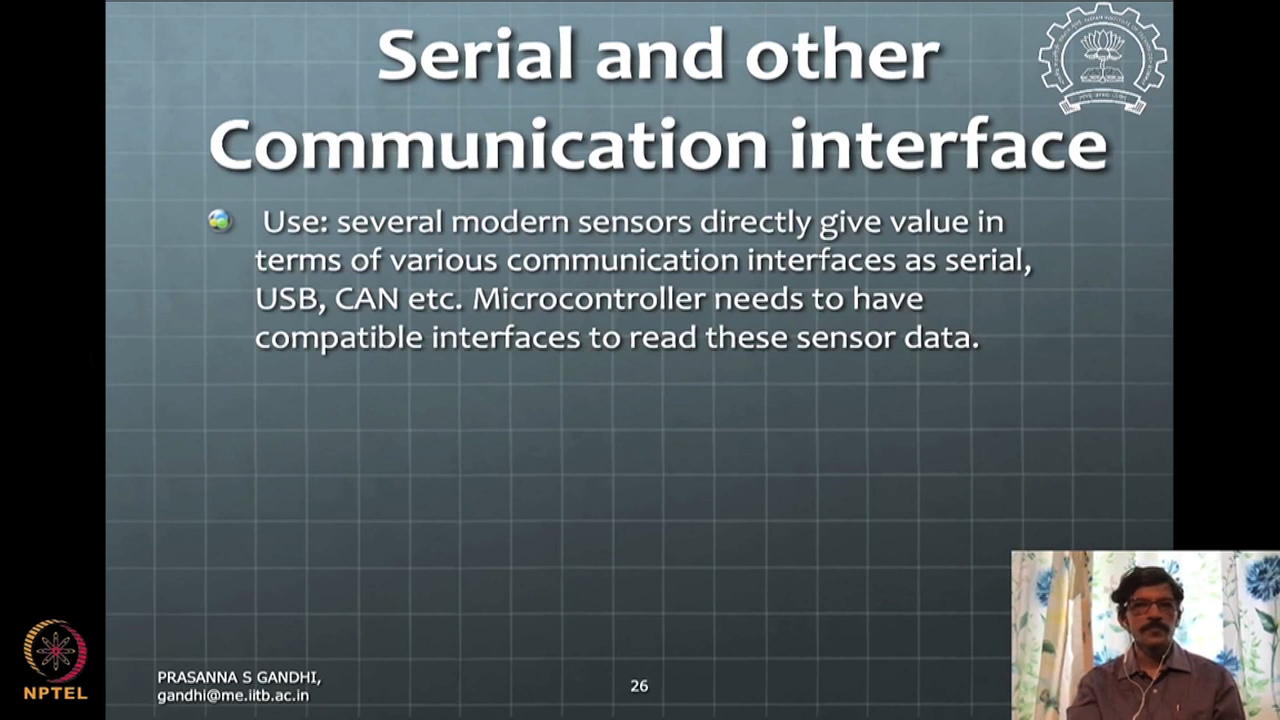 Serial and other
Communication interface
Use: several modern sensors directly give value in
terms of various communication interfaces as serial,
USB, CAN etc. Microcontroller needs to have
compatible interfaces to read these sensor data.
PRASANNA S GANDHI,
gandhi@me.iitb.ac.in
26
NPTEL